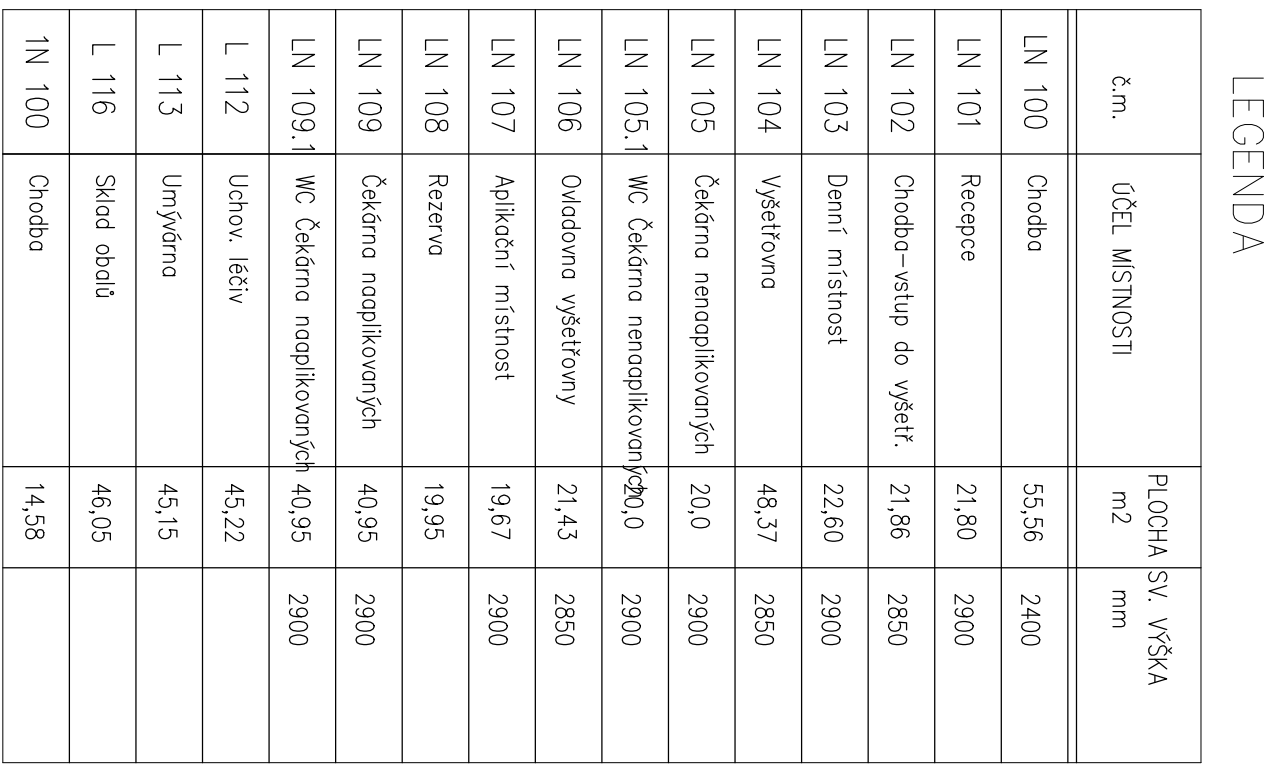 LEGENDA
č.m. ÚČEL MÍSTNOSTI PLOCHA m2 SV. VÝŠKA mm
LN 100 Chodba 55,56 2400
LN 101 Recepce 21,80 2900
LN 102 Chodba-vstup do vyšetř. 21,86 2850
LN 103 Denní místnost 22,60 2900
LN 104 Vyšetřovna 48,37 2850
LN 105 Čekárna nenaaplikovaných 20,0 2900
LN 105.1 WC Čekárna nenaaplikovaných 20,0 2900
LN 106 Ovladovna vyšetřovny 21,43 2850
LN 107 Aplikační místnost 19,67 2900
LN 108 Rezerva 19,95
LN 109 Čekárna naaplikovaných 40,95 2900
LN 109.1 WC Čekárna naaplikovaných 40,95 2900
L 112 Uchov. léčiv 45,22
L 113 Umývárna 45,15
L 116 Sklad obalů 46,05
1N 100 Chodba 14,58